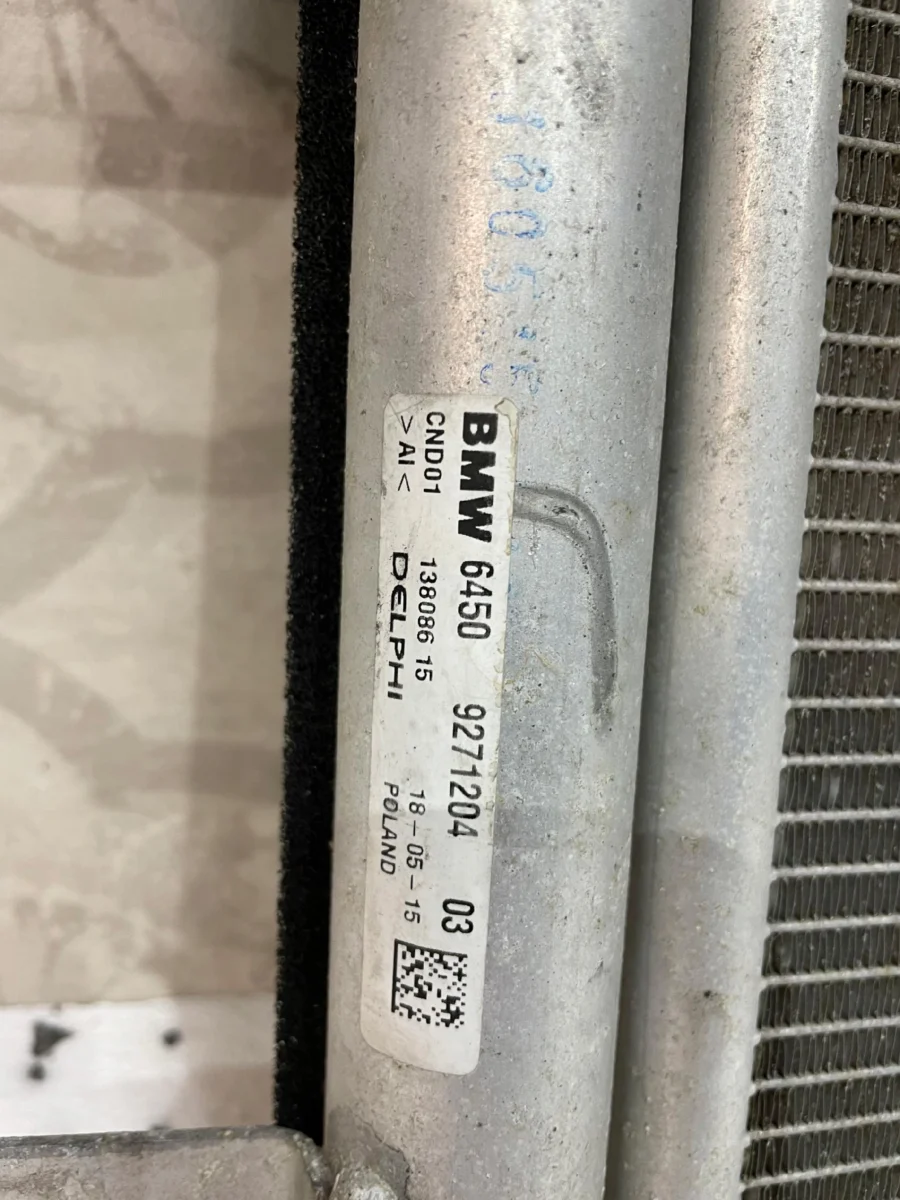 BMW 6450 9271204 03
CND01 138086 15 18-05-15
>AI< DELPHI POLAND